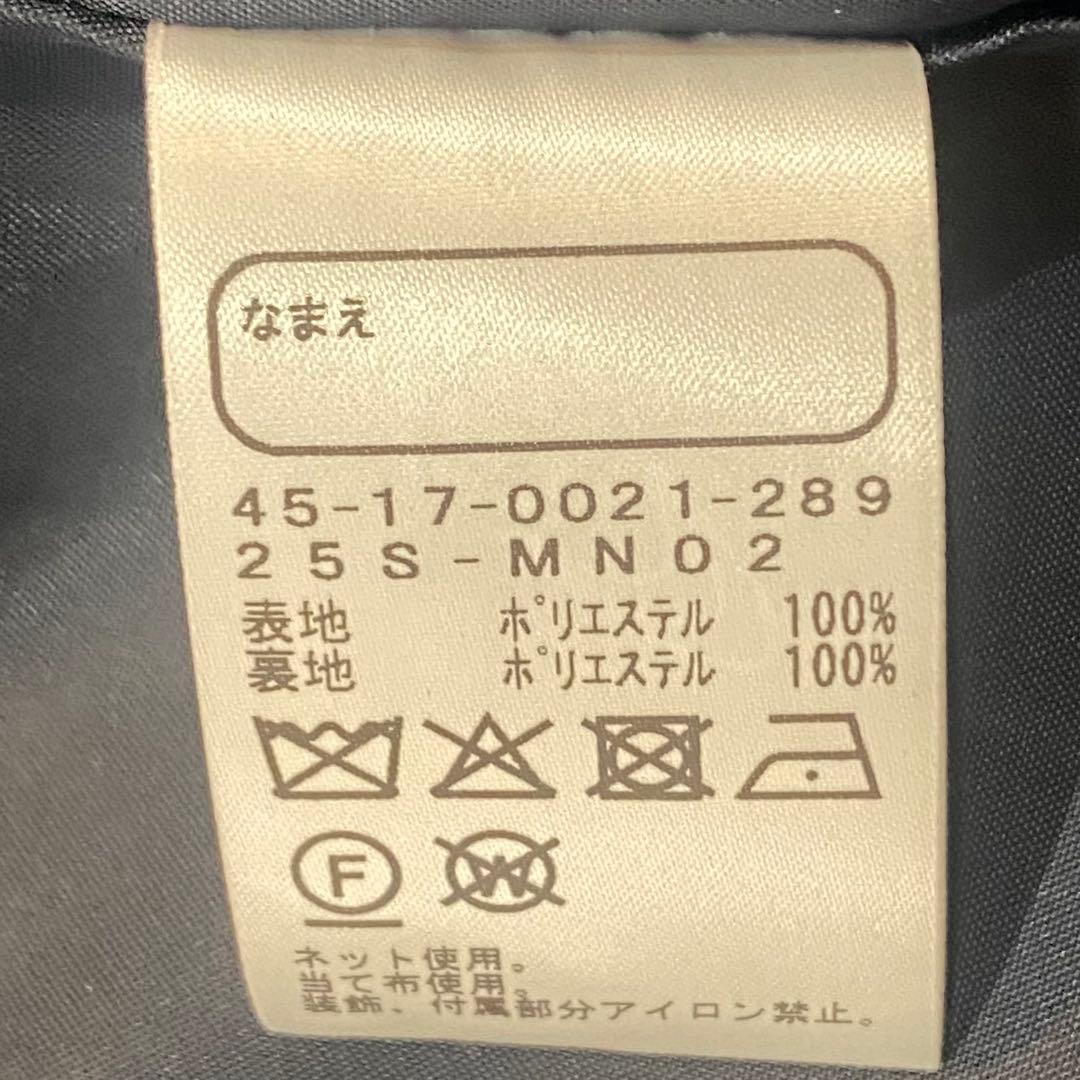 なまえ
45-17-0021-289
25S-MN02
表地 ポリエステル 100%
裏地 ポリエステル 100%
F
W
ネット使用。
当て布使用。
装飾、付属部分アイロン禁止。